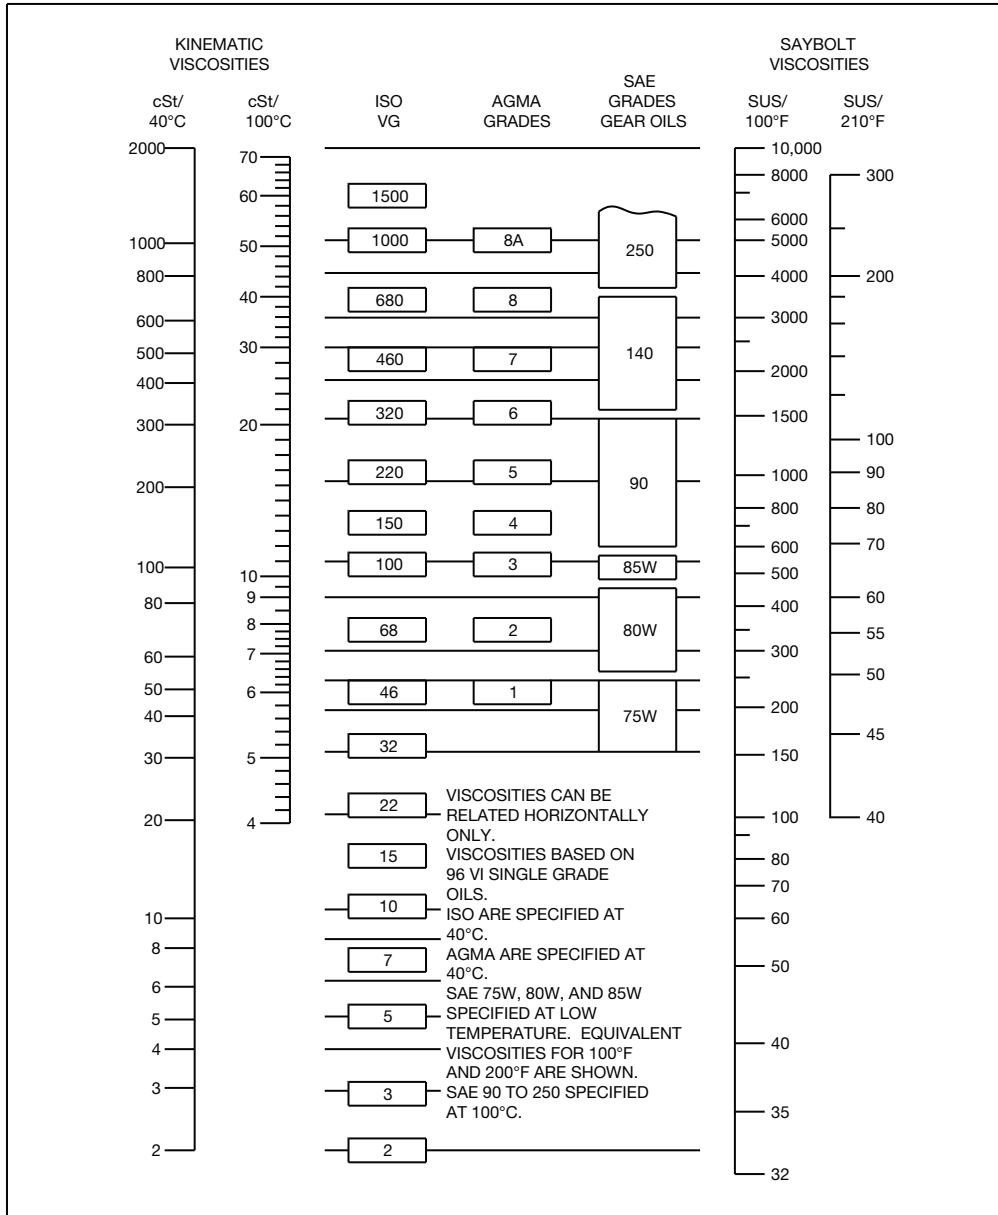 KINEMATIC
VISCOSITIES
SAYBOLT
VISCOSITIES
cSt/
40°C
cSt/
100°C
ISO
VG
AGMA
GRADES
SAE
GRADES
GEAR OILS
SUS/
100°F
SUS/
210°F
2000
1000
800
600
500
400
300
200
100
80
60
50
40
30
20
10
8
6
5
4
3
2
70
60
50
40
30
20
10
9
8
7
6
5
4
1500
1000
680
460
320
220
150
100
68
46
32
22
15
10
7
5
3
2
8A
8
7
6
5
4
3
2
1
250
140
90
85W
80W
75W
VISCOSITIES CAN BE
RELATED HORIZONTALLY
ONLY.
VISCOSITIES BASED ON
96 VI SINGLE GRADE
OILS.
ISO ARE SPECIFIED AT
40°C.
AGMA ARE SPECIFIED AT
40°C.
SAE 75W, 80W, AND 85W
SPECIFIED AT LOW
TEMPERATURE. EQUIVALENT
VISCOSITIES FOR 100°F
AND 200°F ARE SHOWN.
SAE 90 TO 250 SPECIFIED
AT 100°C.
10,000
8000
6000
5000
4000
3000
2000
1500
1000
800
600
500
400
300
200
150
100
80
70
60
50
40
35
32
300
200
100
90
80
70
60
55
50
45
40